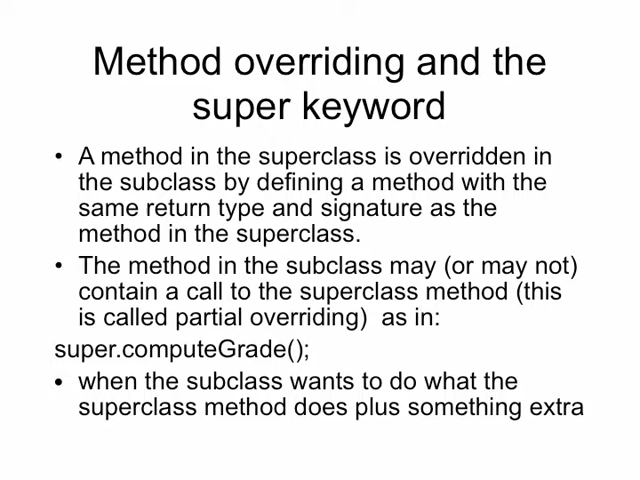 Method overriding and the
super keyword
• A method in the superclass is overridden in
the subclass by defining a method with the
same return type and signature as the
method in the superclass.
• The method in the subclass may (or may not)
contain a call to the superclass method (this
is called partial overriding)  as in:
super.computeGrade();
• when the subclass wants to do what the
superclass method does plus something extra